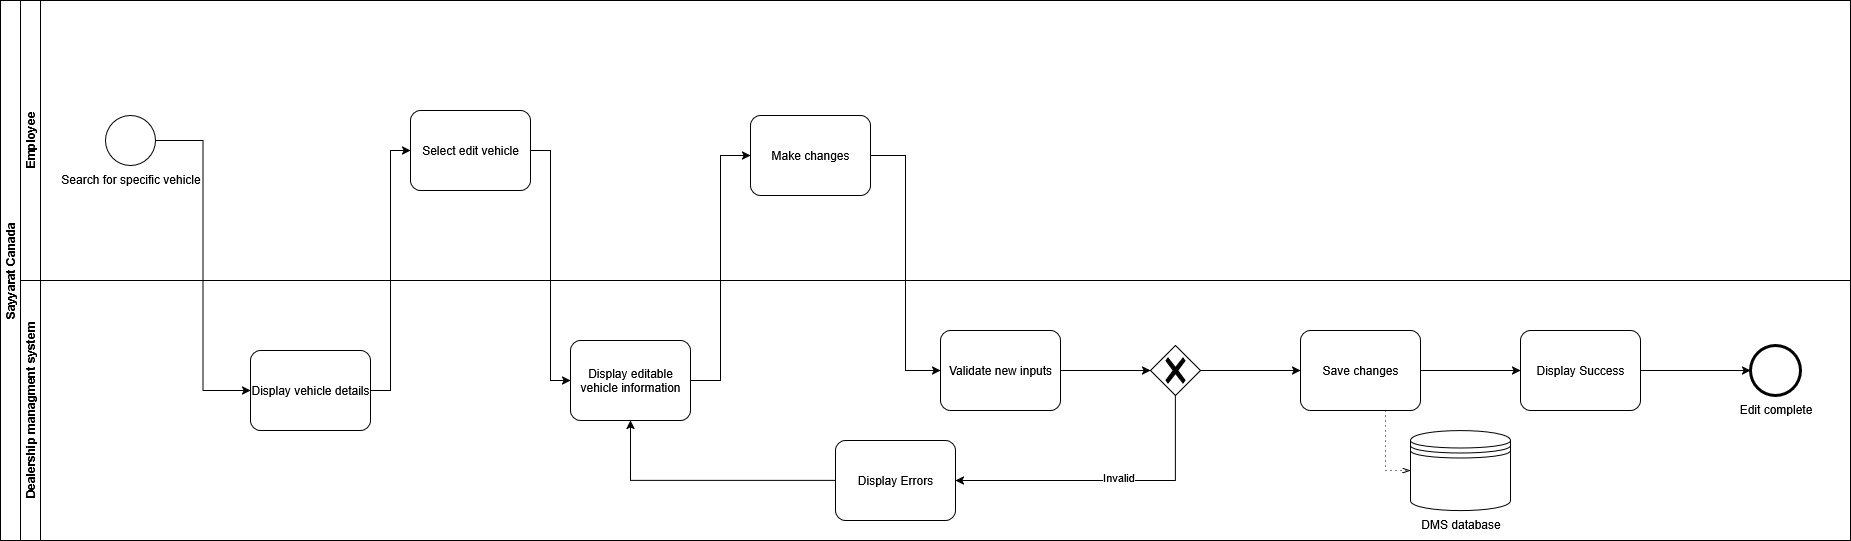 Sayyarat Canada
Employee
Search for specific vehicle
Select edit vehicle
Make changes
Dealership managment system
Display vehicle details
Display editable
vehicle information
Validate new inputs
Save changes
Display Success
Edit complete
Display Errors
Invalid
DMS database